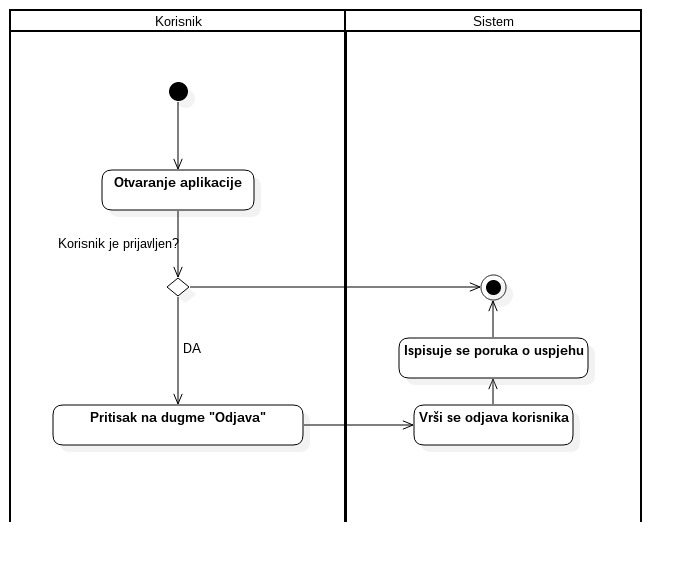 Korisnik
Sistem
Otvaranje aplikacije
Korisnik je prijavljen?
DA
Ispisuje se poruka o uspjehu
Pritisak na dugme "Odjava"
Vrši se odjava korisnika